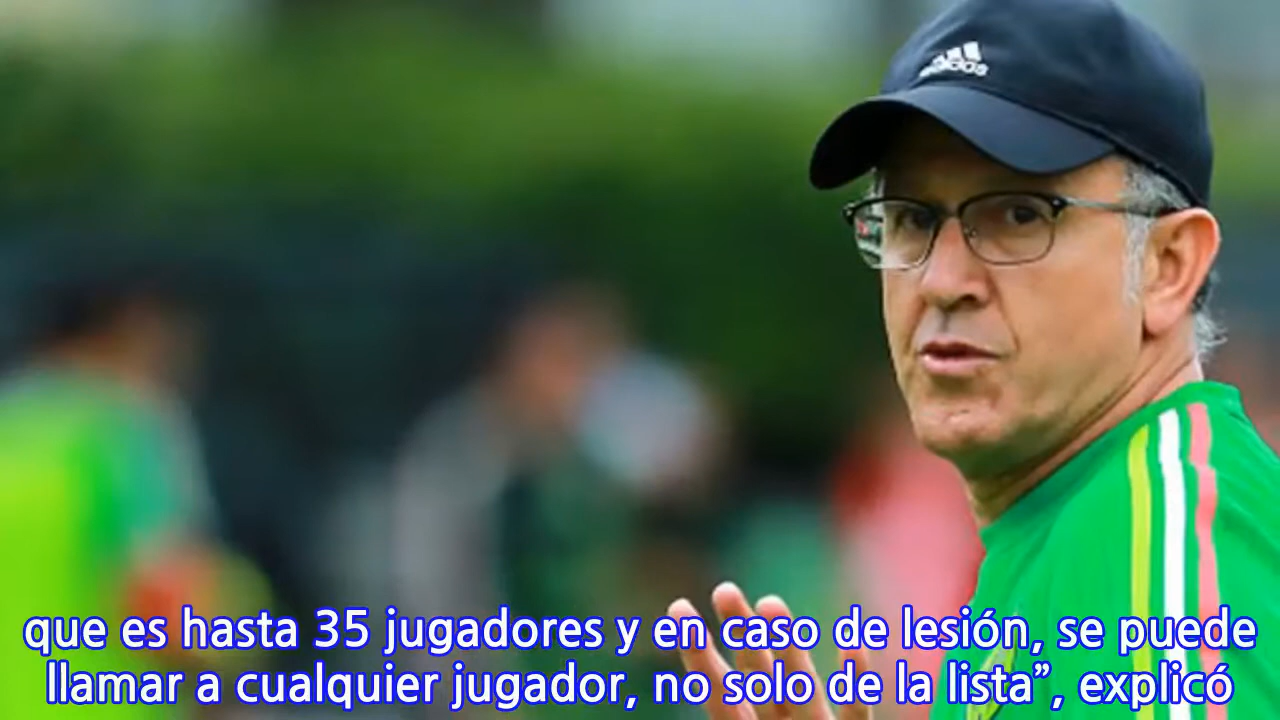 adidas
que es hasta 35 jugadores y en caso de lesión, se puede
llamar a cualquier jugador, no solo de la lista”, explicó